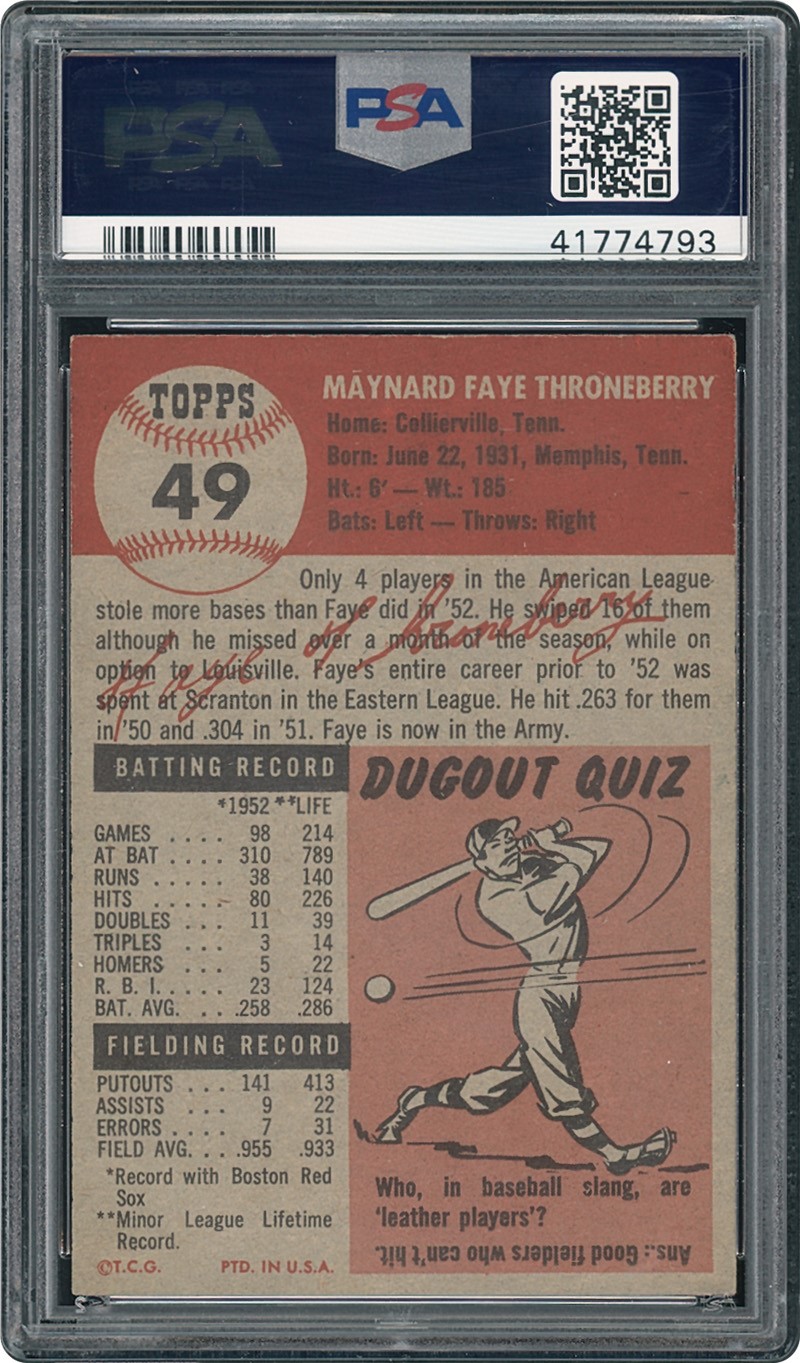 PSA
PSA
41774793
TOPPS
49
MAYNARD FAYE THRONEBERRY
Home: Collierville, Tenn.
Born: June 22, 1931, Memphis, Tenn.
Ht.: 6' — Wt.: 185
Bats: Left — Throws: Right
Only 4 players in the American League
stole more bases than Faye did in '52. He swiped 16 of them
although he missed over a month of the season, while on
option to Louisville. Faye's entire career prior to '52 was
spent at Scranton in the Eastern League. He hit .263 for them
in '50 and .304 in '51. Faye is now in the Army.
Faye Throneberry
BATTING RECORD
*1952 **LIFE
GAMES .... 98 214
AT BAT .... 310 789
RUNS ..... 38 140
HITS ..... 80 226
DOUBLES ... 11 39
TRIPLES ... 3 14
HOMERS ... 5 22
R. B. I. .... 23 124
BAT. AVG. ... .258 .286
FIELDING RECORD
PUTOUTS ... 141 413
ASSISTS ... 9 22
ERRORS .... 7 31
FIELD AVG. .. .955 .933
*Record with Boston Red
Sox
**Minor League Lifetime
Record.
©T.C.G. PTD. IN U.S.A.
DUGOUT QUIZ
Who, in baseball slang, are
'leather players'?
Ans.: Good fielders who can't hit.